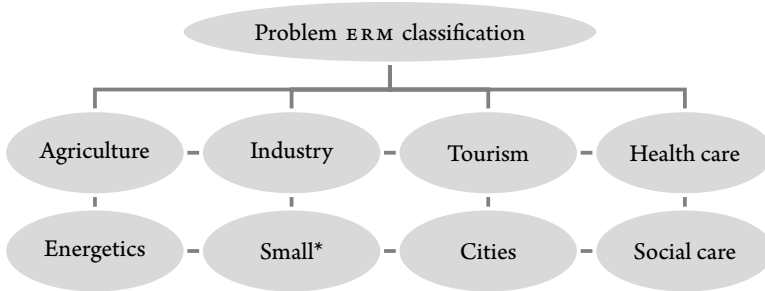 Problem ERM classification
Agriculture
Industry
Tourism
Health care
Energetics
Small*
Cities
Social care